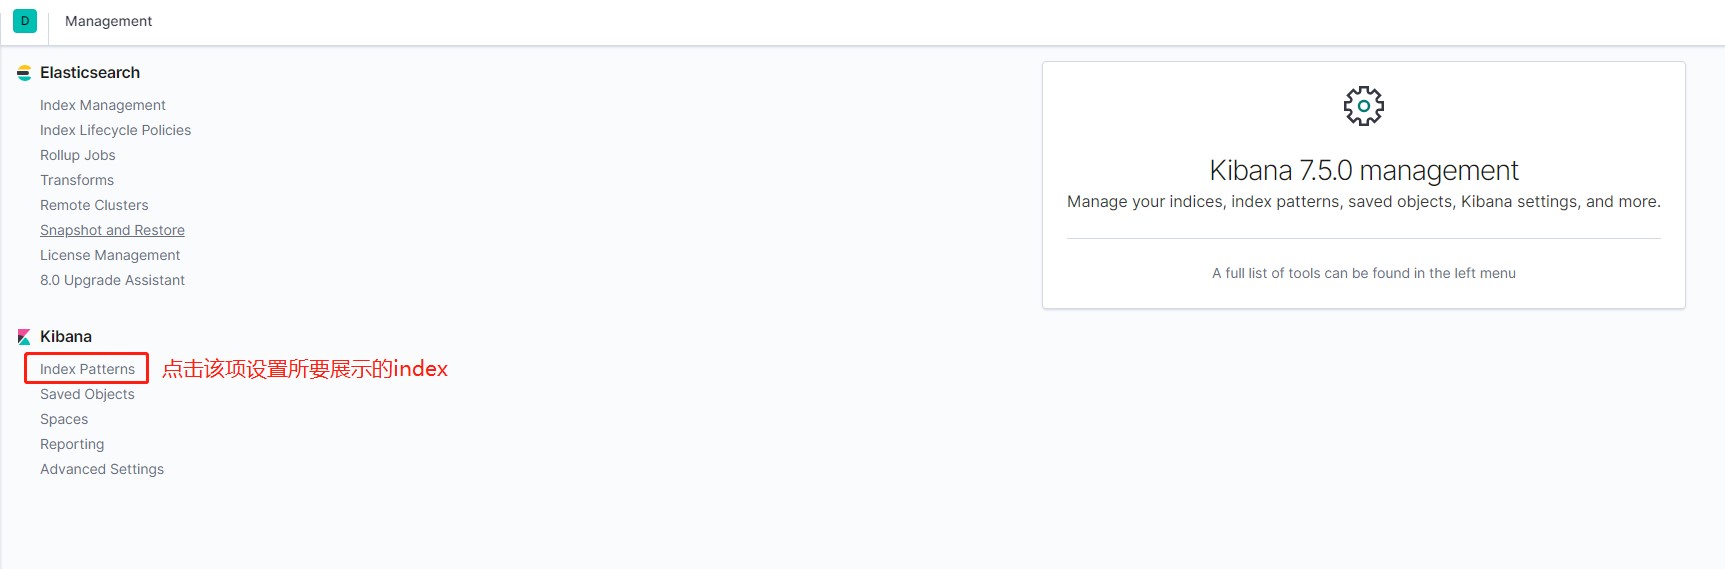 D
Management
Elasticsearch
Index Management
Index Lifecycle Policies
Rollup Jobs
Transforms
Remote Clusters
Snapshot and Restore
License Management
8.0 Upgrade Assistant
Kibana
Index Patterns 点击该项设置所要展示的index
Saved Objects
Spaces
Reporting
Advanced Settings
Kibana 7.5.0 management
Manage your indices, index patterns, saved objects, Kibana settings, and more.
A full list of tools can be found in the left menu